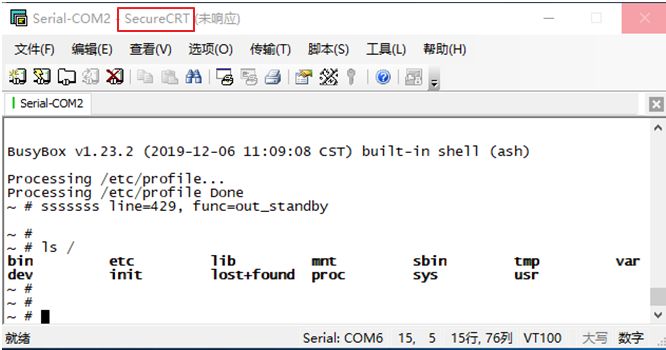 Serial-COM2 - SecureCRT (未响应)
文件(F) 编辑(E) 查看(V) 选项(O) 传输(T) 脚本(S) 工具(L) 帮助(H)
Serial-COM2
BusyBox v1.23.2 (2019-12-06 11:09:08 CST) built-in shell (ash)
Processing /etc/profile...
Processing /etc/profile Done
~ # sssssss line=429, func=out_standby
~ #
~ # ls /
bin etc lib mnt sbin tmp var
dev init lost+found proc sys usr
~ #
~ #
~ #
就绪 Serial: COM6 15, 5 15行, 76列 VT100 大写 数字